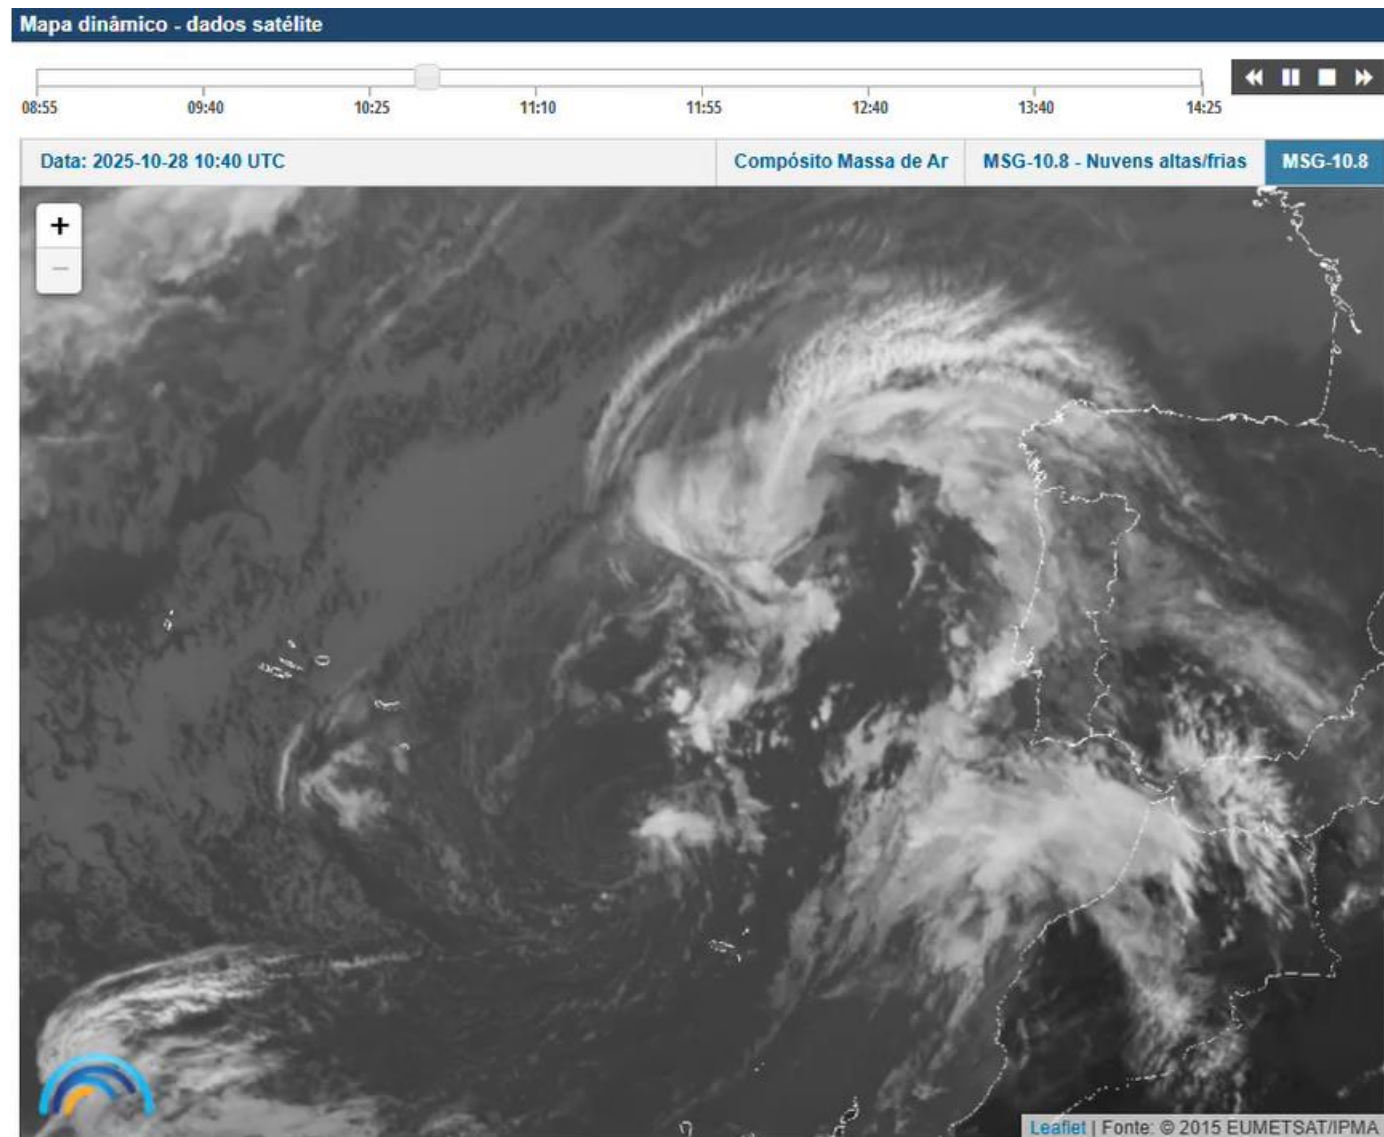 Mapa dinâmico - dados satélite
08:55 09:40 10:25 11:10 11:55 12:40 13:40 14:25
Data: 2025-10-28 10:40 UTC Compósito Massa de Ar MSG-10.8 - Nuvens altas/frias MSG-10.8
+
−
Leaflet | Fonte: © 2015 EUMETSAT/IPMA